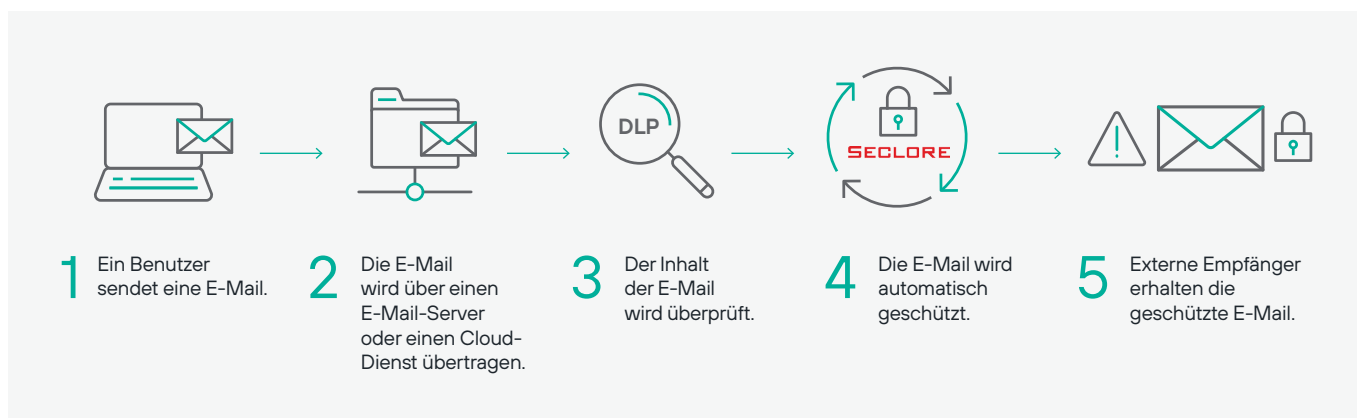 DLP
SECLORE
1
Ein Benutzer
sendet eine E-Mail.
2
Die E-Mail
wird über einen
E-Mail-Server
oder einen Cloud-
Dienst übertragen.
3
Der Inhalt
der E-Mail
wird überprüft.
4
Die E-Mail wird
automatisch
geschützt.
5
Externe Empfänger
erhalten die
geschützte E-Mail.